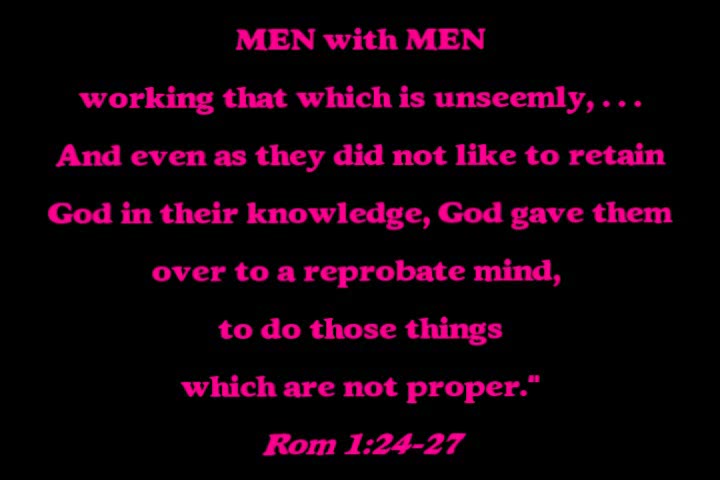 MEN with MEN
working that which is unseemly, . . .
And even as they did not like to retain
God in their knowledge, God gave them
over to a reprobate mind,
to do those things
which are not proper."
Rom 1:24-27